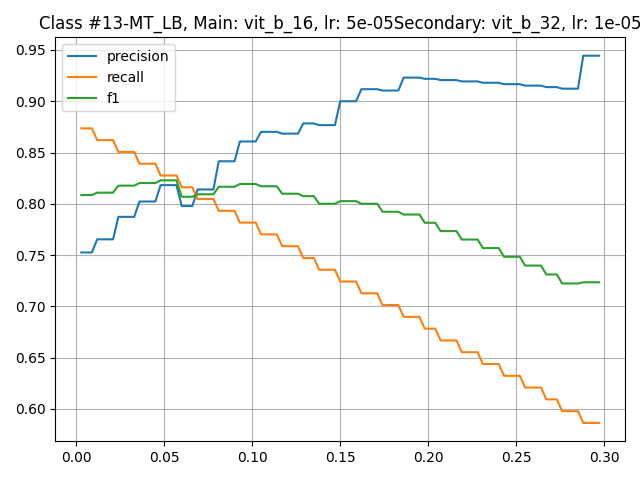 Class #13-MT_LB, Main: vit_b_16, lr: 5e-05Secondary: vit_b_32, lr: 1e-05
precision
recall
f1
0.95
0.90
0.85
0.80
0.75
0.70
0.65
0.60
0.00 0.05 0.10 0.15 0.20 0.25 0.30